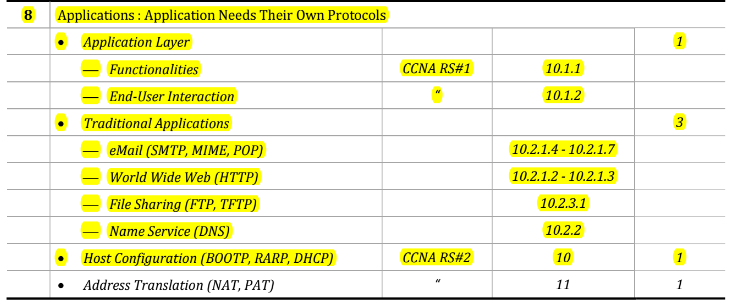 8 Applications : Application Needs Their Own Protocols
• Application Layer 1
— Functionalities CCNA RS#1 10.1.1
— End-User Interaction “ 10.1.2
• Traditional Applications 3
— eMail (SMTP, MIME, POP) 10.2.1.4 - 10.2.1.7
— World Wide Web (HTTP) 10.2.1.2 - 10.2.1.3
— File Sharing (FTP, TFTP) 10.2.3.1
— Name Service (DNS) 10.2.2
• Host Configuration (BOOTP, RARP, DHCP) CCNA RS#2 10 1
• Address Translation (NAT, PAT) “ 11 1